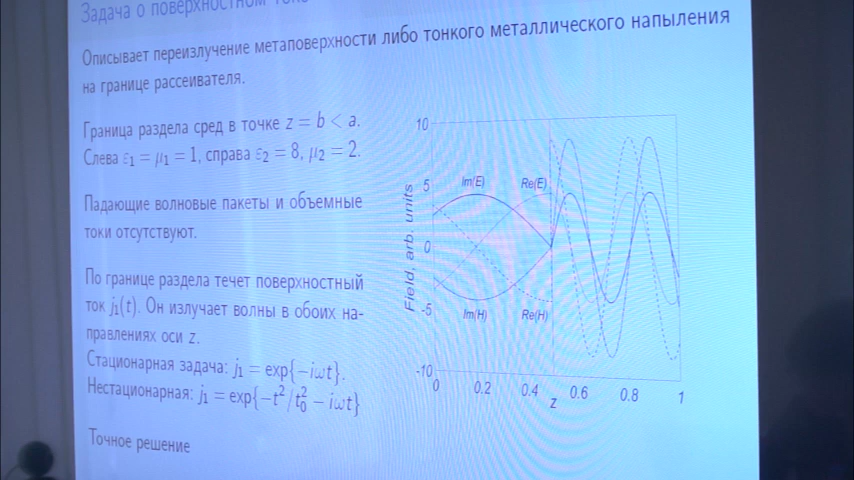 Задача о поверхностном токе
Описывает переизлучение метаповерхности либо тонкого металлического напыления
на границе рассеивателя.
Граница раздела сред в точке z = b < a.
Слева ε₁ = μ₁ = 1, справа ε₂ = 8, μ₂ = 2.
Падающие волновые пакеты и объемные
токи отсутствуют.
По границе раздела течет поверхностный
ток j₁(t). Он излучает волны в обоих на-
правлениях оси z.
Стационарная задача: j₁ = exp{−iωt}.
Нестационарная: j₁ = exp{−t²/t₀² − iωt}
Точное решение
Field, arb. units
10
5
0
-5
-10
Im(E)
Re(E)
Im(H)
Re(H)
0
0.2
0.4
0.6
0.8
1
z